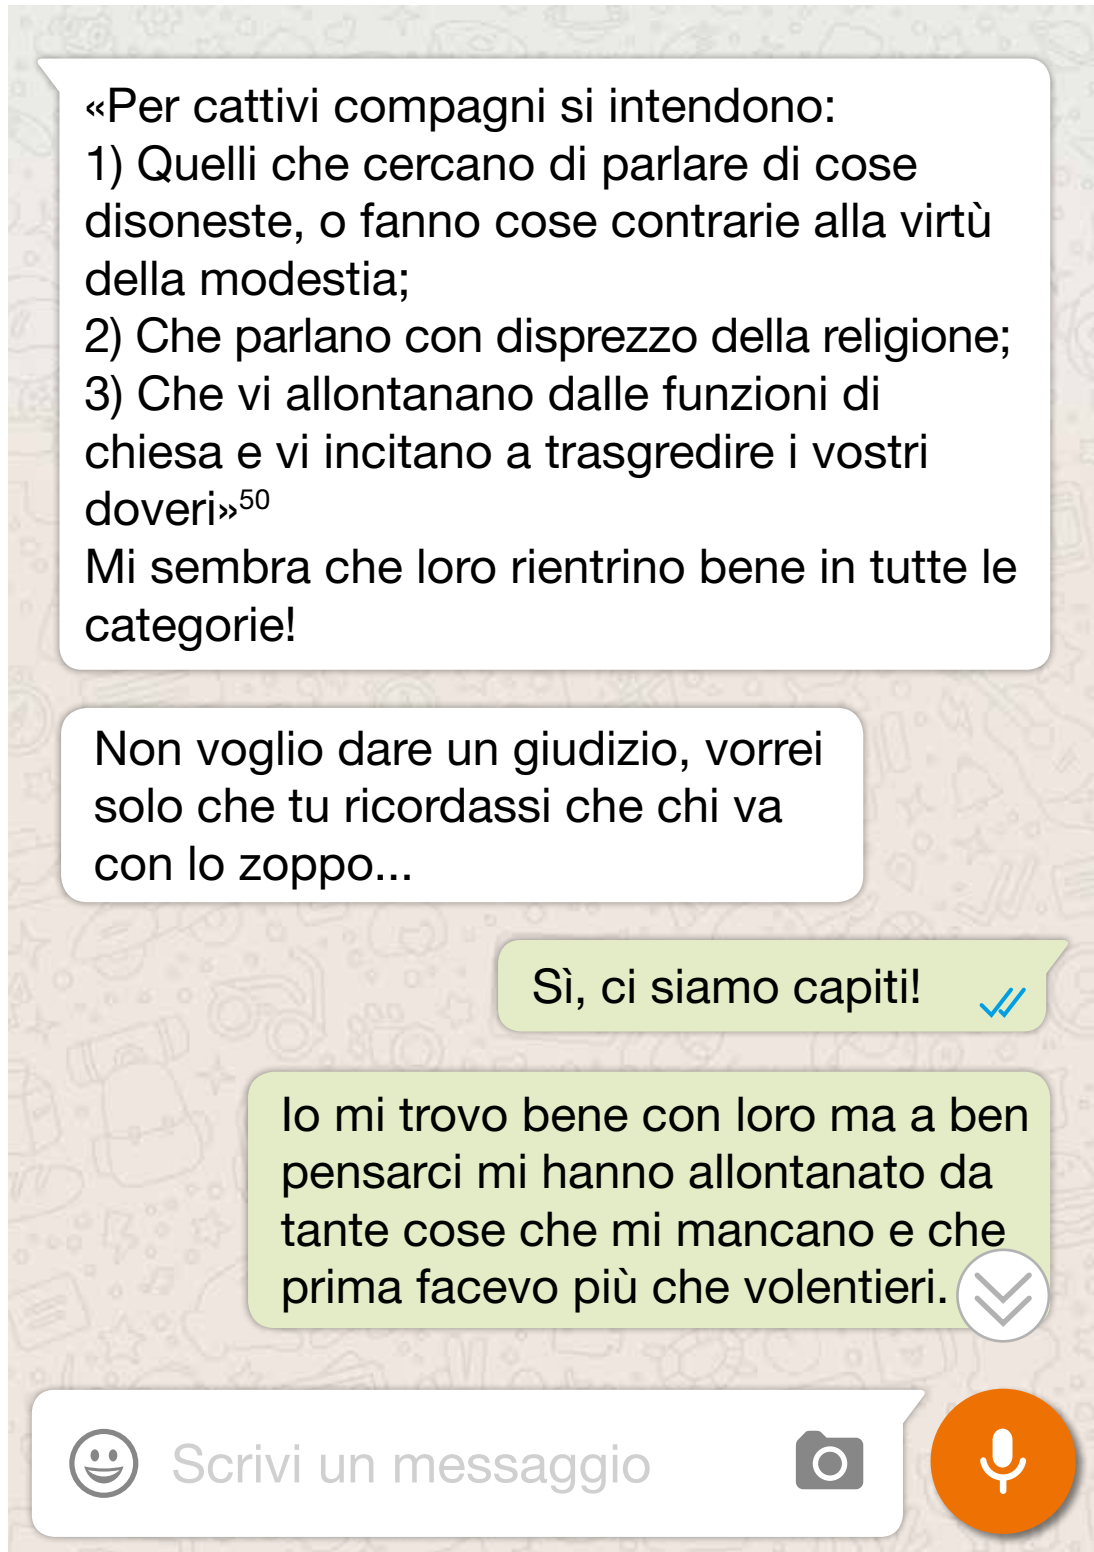 «Per cattivi compagni si intendono:
1) Quelli che cercano di parlare di cose
disoneste, o fanno cose contrarie alla virtù
della modestia;
2) Che parlano con disprezzo della religione;
3) Che vi allontanano dalle funzioni di
chiesa e vi incitano a trasgredire i vostri
doveri»⁵⁰
Mi sembra che loro rientrino bene in tutte le
categorie!
Non voglio dare un giudizio, vorrei
solo che tu ricordassi che chi va
con lo zoppo...
Sì, ci siamo capiti!
Io mi trovo bene con loro ma a ben
pensarci mi hanno allontanato da
tante cose che mi mancano e che
prima facevo più che volentieri.
Scrivi un messaggio